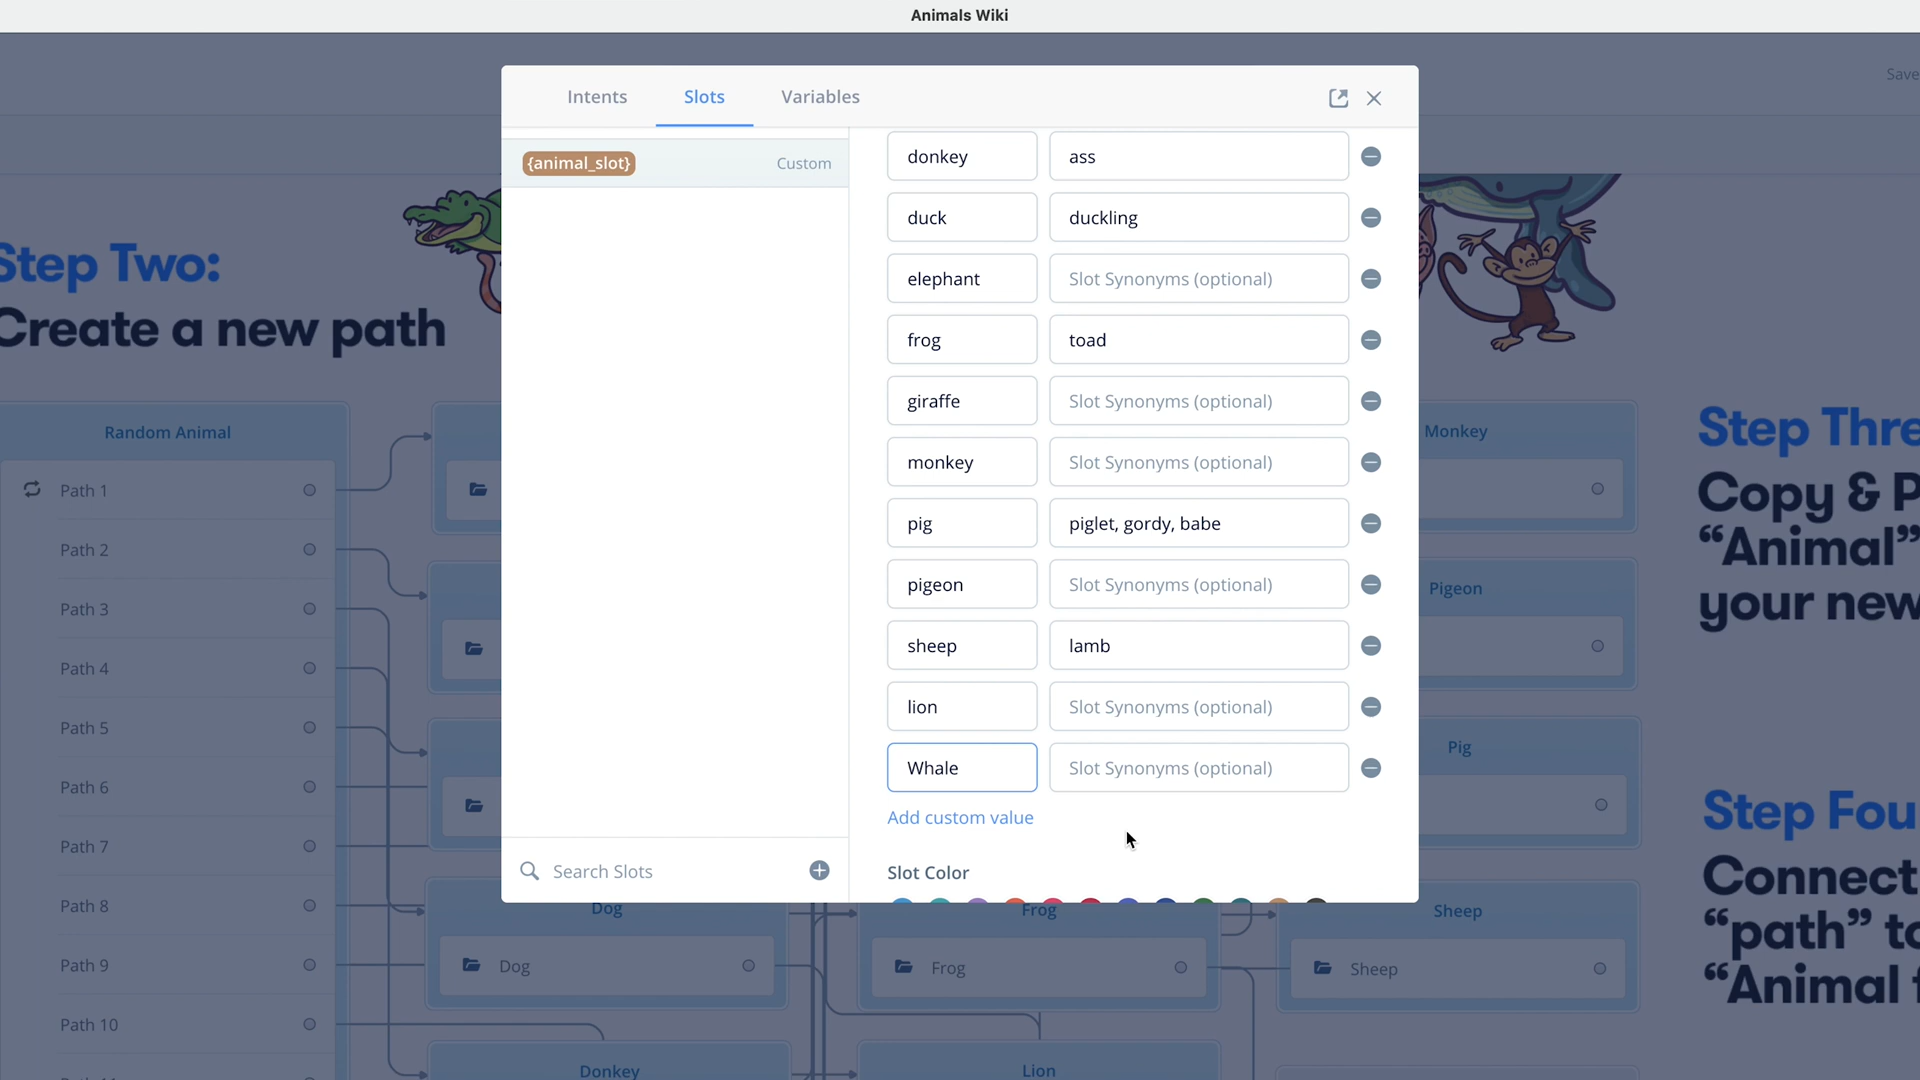 Animals Wiki
Save
Intents
Slots
Variables
{animal_slot}
Custom
donkey
ass
duck
duckling
elephant
Slot Synonyms (optional)
frog
toad
giraffe
Slot Synonyms (optional)
monkey
Slot Synonyms (optional)
pig
piglet, gordy, babe
pigeon
Slot Synonyms (optional)
sheep
lamb
lion
Slot Synonyms (optional)
Whale
Slot Synonyms (optional)
Add custom value
Slot Color
Search Slots
Step Two:
Create a new path
Random Animal
Path 1
Path 2
Path 3
Path 4
Path 5
Path 6
Path 7
Path 8
Path 9
Path 10
Dog
Dog
Donkey
Frog
Frog
Lion
Monkey
Pigeon
Pig
Sheep
Sheep
Step Thre
Copy & P
“Animal”
your new
Step Fou
Connect
“path” to
“Animal f